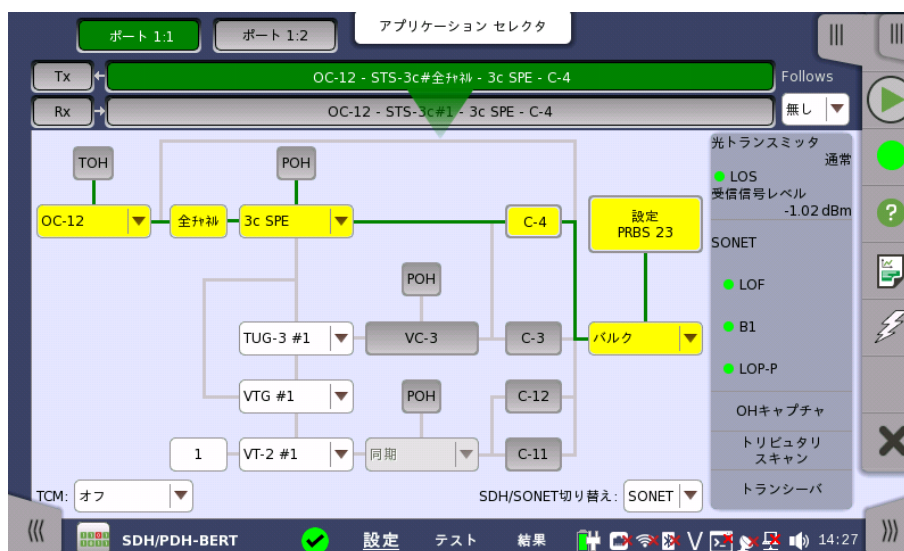 アプリケーション セレクタ
ポート 1:1
ポート 1:2
Tx
OC-12 - STS-3c#全ﾁｬﾈﾙ - 3c SPE - C-4
Follows
Rx
OC-12 - STS-3c#1 - 3c SPE - C-4
無し
TOH
POH
OC-12
全ﾁｬﾈﾙ
3c SPE
C-4
設定
PRBS 23
POH
TUG-3 #1
VC-3
C-3
バルク
VTG #1
POH
C-12
1
VT-2 #1
同期
C-11
TCM:
オフ
SDH/SONET切り替え:
SONET
光トランスミッタ
通常
LOS
受信信号レベル
-1.02 dBm
SONET
LOF
B1
LOP-P
OHキャプチャ
トリビュタリ
スキャン
トランシーバ
SDH/PDH-BERT
設定
テスト
結果
V
14:27